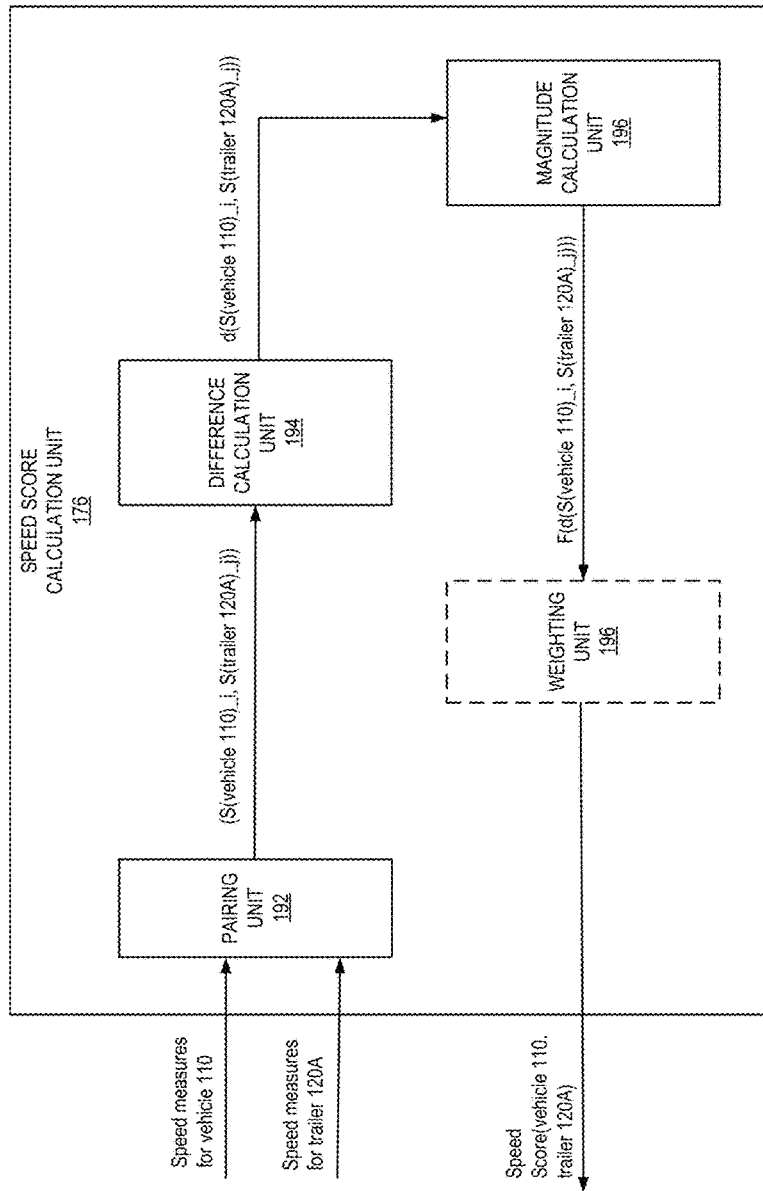 SPEED SCORE
CALCULATION UNIT
176
Speed measures
for vehicle 110
Speed measures
for trailer 120A
PAIRING
UNIT
192
(S(vehicle 110)_i, S(trailer 120A)_j))
DIFFERENCE
CALCULATION
UNIT
194
d(S(vehicle 110)_i, S(trailer 120A)_j))
MAGNITUDE
CALCULATION
UNIT
196
F(d(S(vehicle 110)_i, S(trailer 120A)_j)))
WEIGHTING
UNIT
196
Speed
Score(vehicle 110.
trailer 120A)